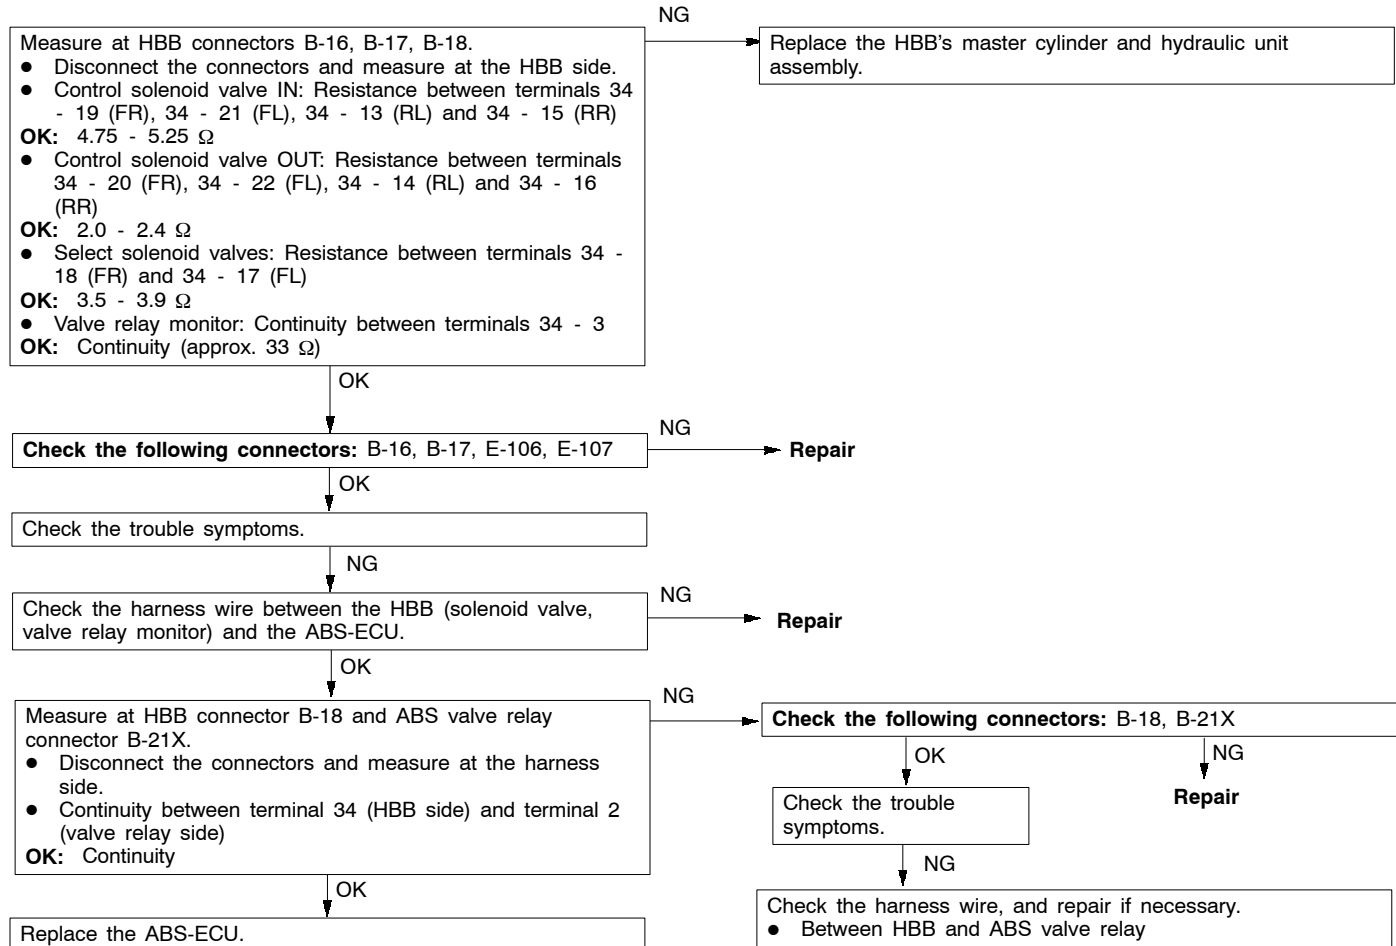 NG
Measure at HBB connectors B-16, B-17, B-18.
● Disconnect the connectors and measure at the HBB side.
● Control solenoid valve IN: Resistance between terminals 34
- 19 (FR), 34 - 21 (FL), 34 - 13 (RL) and 34 - 15 (RR)
OK: 4.75 - 5.25 Ω
● Control solenoid valve OUT: Resistance between terminals
34 - 20 (FR), 34 - 22 (FL), 34 - 14 (RL) and 34 - 16
(RR)
OK: 2.0 - 2.4 Ω
● Select solenoid valves: Resistance between terminals 34 -
18 (FR) and 34 - 17 (FL)
OK: 3.5 - 3.9 Ω
● Valve relay monitor: Continuity between terminals 34 - 3
OK: Continuity (approx. 33 Ω)
Replace the HBB's master cylinder and hydraulic unit
assembly.
OK
Check the following connectors: B-16, B-17, E-106, E-107
NG
Repair
OK
Check the trouble symptoms.
NG
Check the harness wire between the HBB (solenoid valve,
valve relay monitor) and the ABS-ECU.
NG
Repair
OK
Measure at HBB connector B-18 and ABS valve relay
connector B-21X.
● Disconnect the connectors and measure at the harness
side.
● Continuity between terminal 34 (HBB side) and terminal 2
(valve relay side)
OK: Continuity
NG
Check the following connectors: B-18, B-21X
OK
NG
Repair
Check the trouble
symptoms.
NG
Check the harness wire, and repair if necessary.
● Between HBB and ABS valve relay
OK
Replace the ABS-ECU.